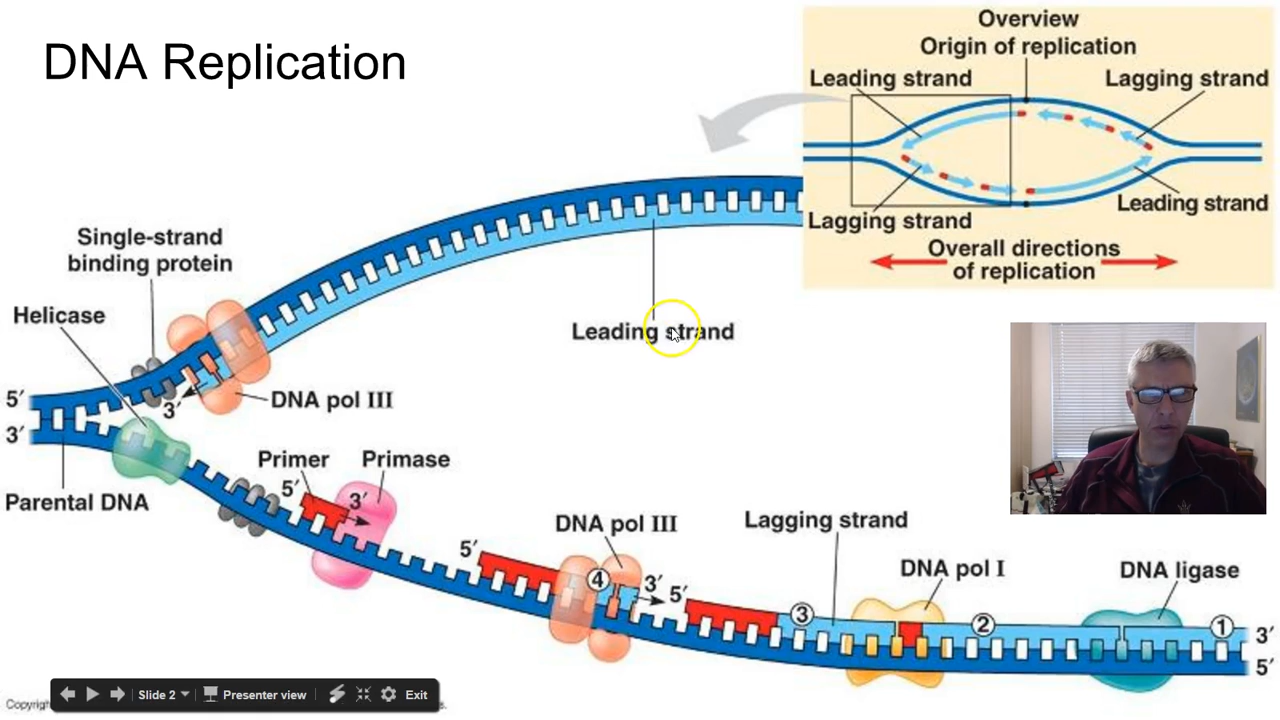 DNA Replication
Overview
Origin of replication
Leading strand
Lagging strand
Lagging strand
Leading strand
Overall directions
of replication
Single-strand
binding protein
Helicase
Leading strand
5′
3′
3′
DNA pol III
Parental DNA
Primer
Primase
5′
3′
DNA pol III
Lagging strand
5′
4
3′
5′
3
DNA pol I
2
DNA ligase
1
3′
5′
Slide 2
Presenter view
Exit